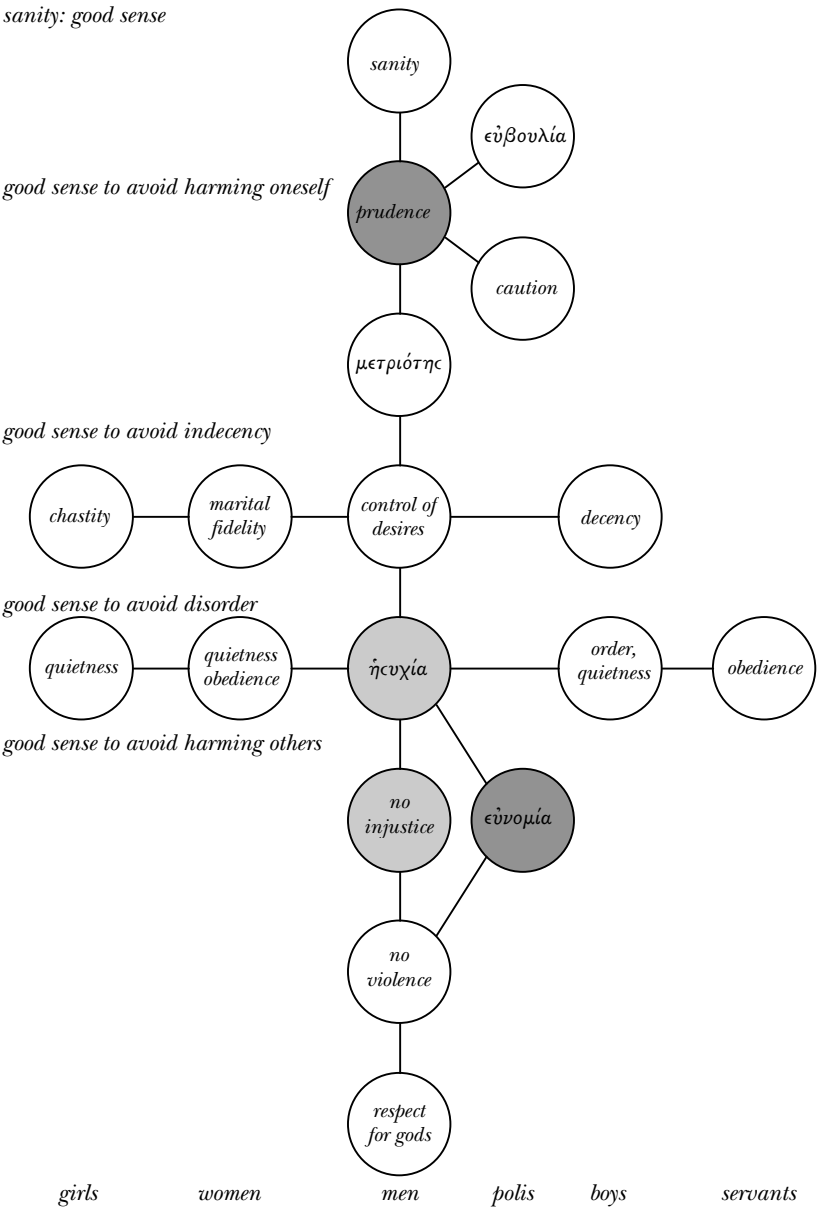 sanity: good sense
sanity
εὐβουλία
good sense to avoid harming oneself
prudence
caution
μετριότης
good sense to avoid indecency
chastity
marital
fidelity
control of
desires
decency
good sense to avoid disorder
quietness
quietness
obedience
ἡϲυχία
order,
quietness
obedience
good sense to avoid harming others
no
injustice
εὐνομία
no
violence
respect
for gods
girls women men polis boys servants